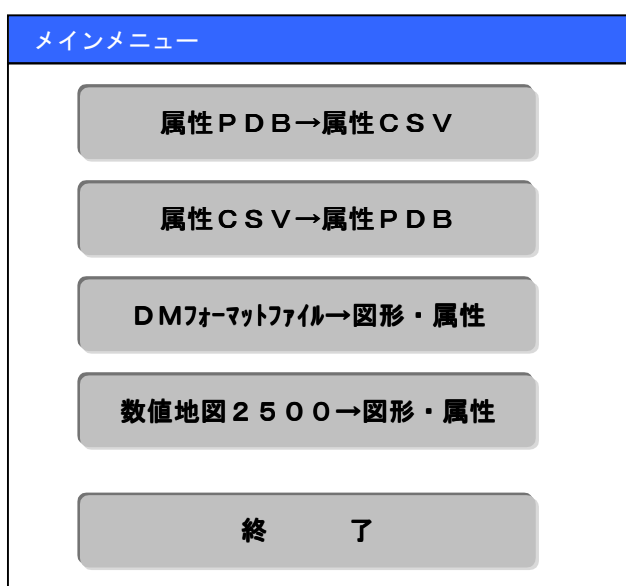 メインメニュー
属性ＰＤＢ→属性ＣＳＶ
属性ＣＳＶ→属性ＰＤＢ
ＤＭﾌｫｰﾏｯﾄﾌｧｲﾙ→図形・属性
数値地図２５００→図形・属性
終　　　了